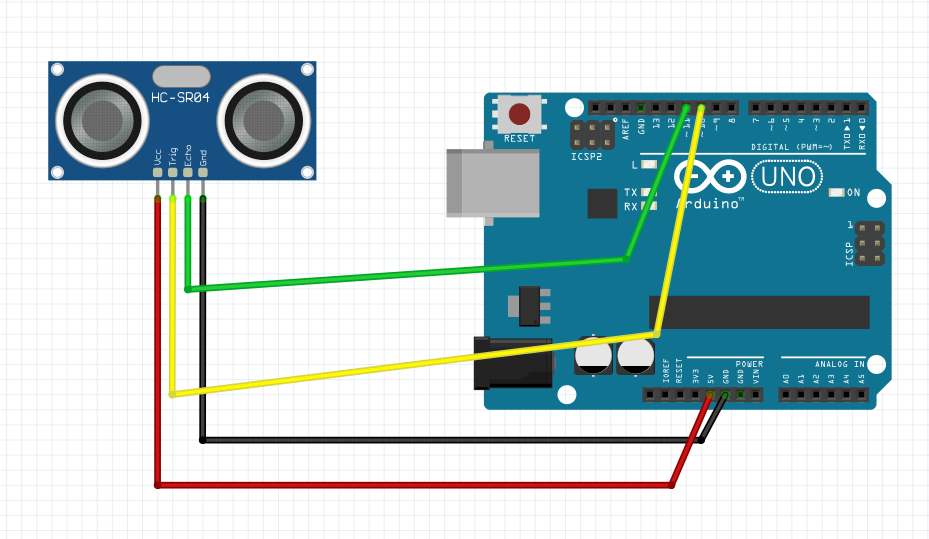 HC-SR04
Vcc
Trig
Echo
Gnd
RESET
ICSP2
AREF
GND
13
12
~11
~10
~9
8
7
~6
~5
4
~3
2
TX0▶1
RX0◀0
DIGITAL (PWM=~)
L
TX
RX
Arduino™
UNO
ON
1
ICSP
POWER
ANALOG IN
IOREF
RESET
3V3
5V
GND
GND
VIN
A0
A1
A2
A3
A4
A5